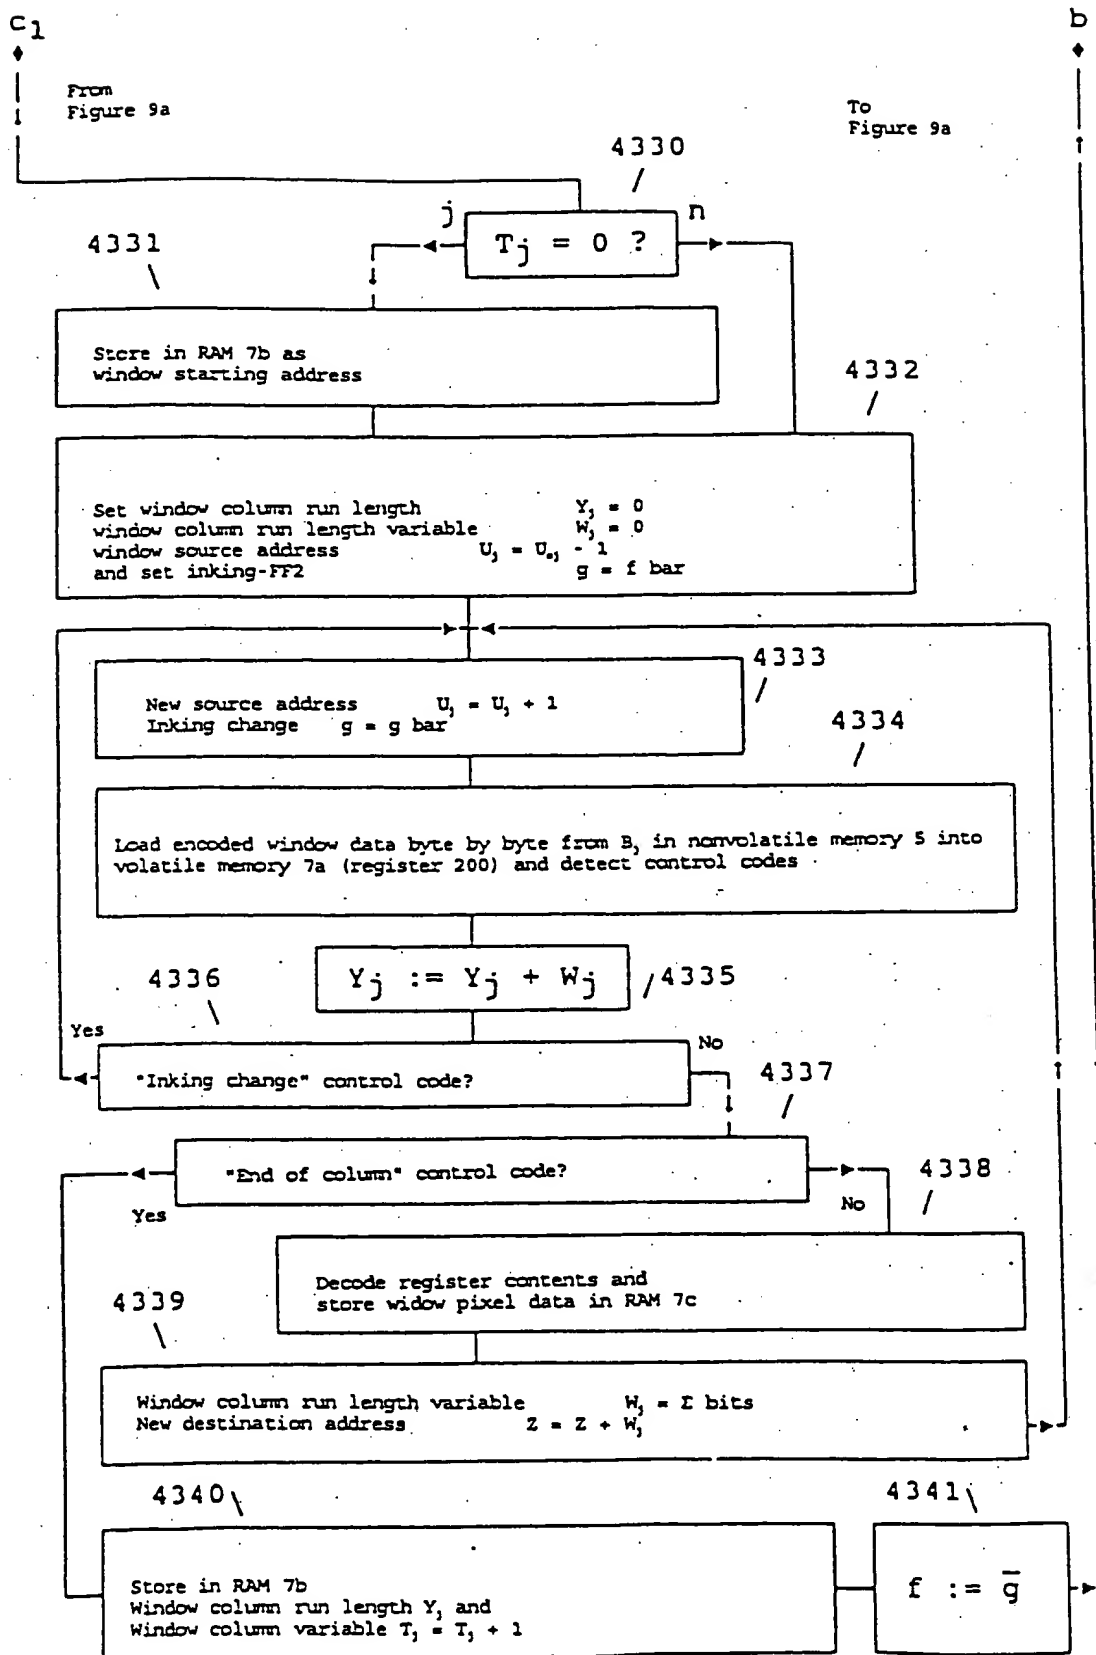 c1 b
From
Figure 9a
To
Figure 9a
4330
j n
Tj = 0 ?
4331
Store in RAM 7b as
window starting address
4332
Set window column run length Yj = 0
window column run length variable Wj = 0
window source address Uj = Uoj - 1
and set inking-FF2 g = f bar
4333
New source address Uj = Uj + 1
Inking change g = g bar
4334
Load encoded window data byte by byte from Bj in nonvolatile memory 5 into
volatile memory 7a (register 200) and detect control codes
4335
Yj := Yj + Wj
4336
Yes No
"Inking change" control code?
4337
"End of column" control code?
Yes No
4338
Decode register contents and
store widow pixel data in RAM 7c
4339
Window column run length variable Wj = Σ bits
New destination address Z = Z + Wj
4340 4341
Store in RAM 7b
Window column run length Yj and
Window column variable Tj = Tj + 1
f := g̅